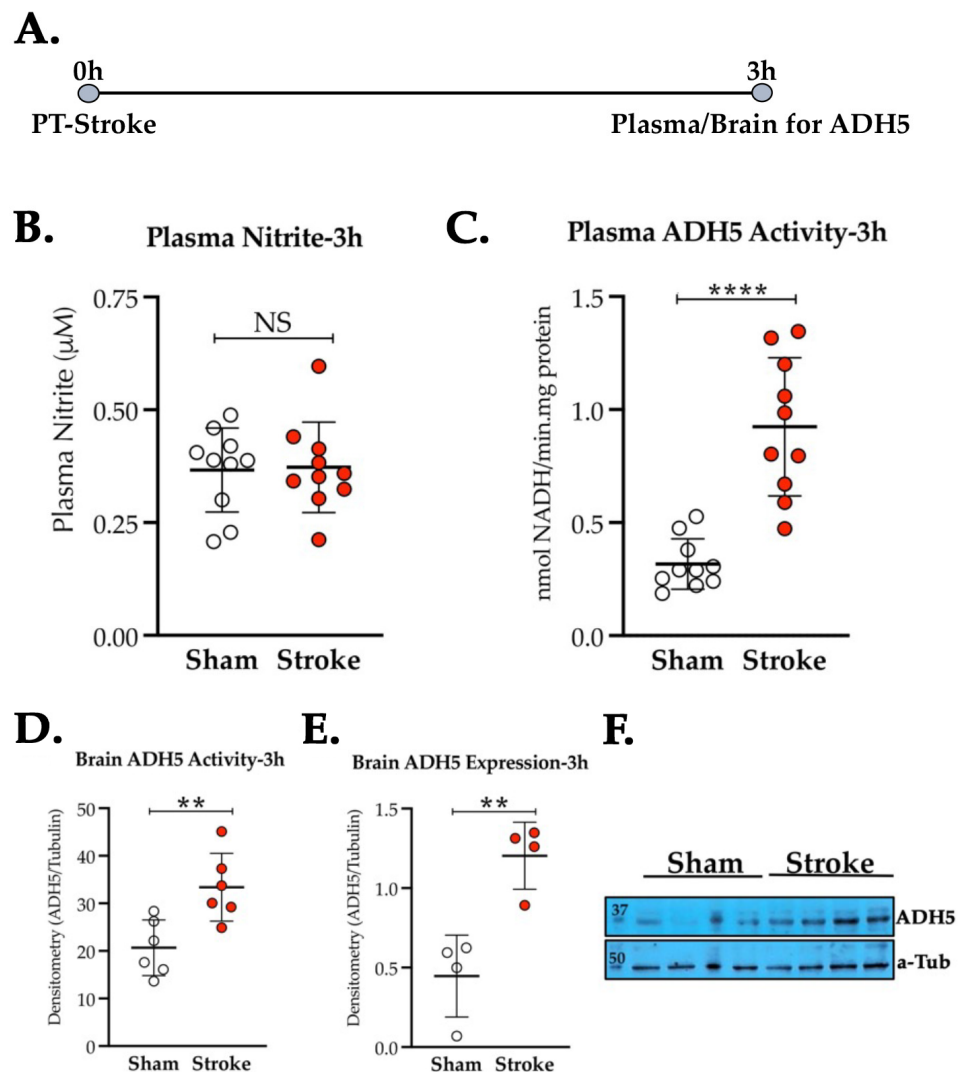 A.
0h
3h
PT-Stroke
Plasma/Brain for ADH5
B.
Plasma Nitrite-3h
Plasma Nitrite (μM)
0.75
0.50
0.25
0.00
NS
Sham Stroke
C.
Plasma ADH5 Activity-3h
nmol NADH/min.mg protein
1.5
1.0
0.5
0.0
****
Sham Stroke
D.
Brain ADH5 Activity-3h
Densitometry (ADH5/Tubulin)
50
40
30
20
10
0
**
Sham Stroke
E.
Brain ADH5 Expression-3h
Densitometry (ADH5/Tubulin)
1.5
1.0
0.5
0.0
**
Sham Stroke
F.
Sham Stroke
37
ADH5
50
a-Tub